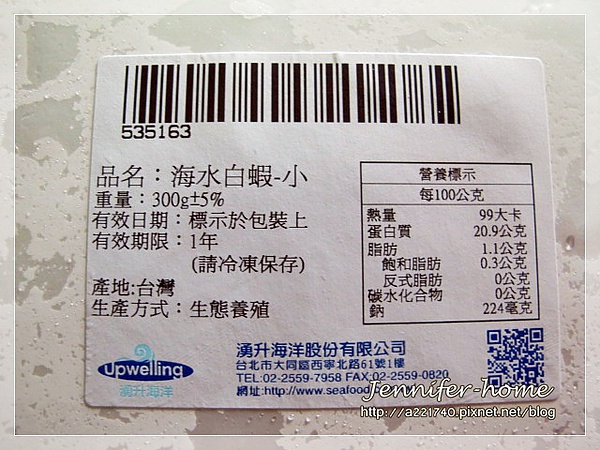 535163
品名：海水白蝦-小
重量：300g±5%
有效日期：標示於包裝上
有效期限：1年
(請冷凍保存)
產地:台灣
生產方式：生態養殖
營養標示
每100公克
熱量 99大卡
蛋白質 20.9公克
脂肪 1.1公克
飽和脂肪 0.3公克
反式脂肪 0公克
碳水化合物 0公克
鈉 224毫克
upwelling
湧升海洋
湧升海洋股份有限公司
台北市大同區西寧北路61號1樓
TEL:02-2559-7958 FAX:02-2559-0820
網址:http://www.seafood
Jennifer-home
http://a221740.pixnet.net/blog